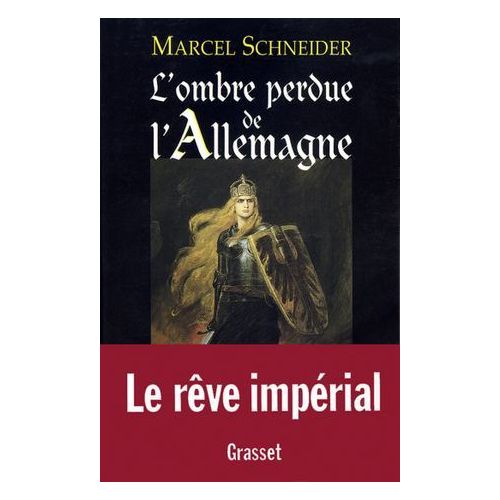 MARCEL SCHNEIDER
L'ombre perdue
de
l'Allemagne
Le rêve impérial
Grasset